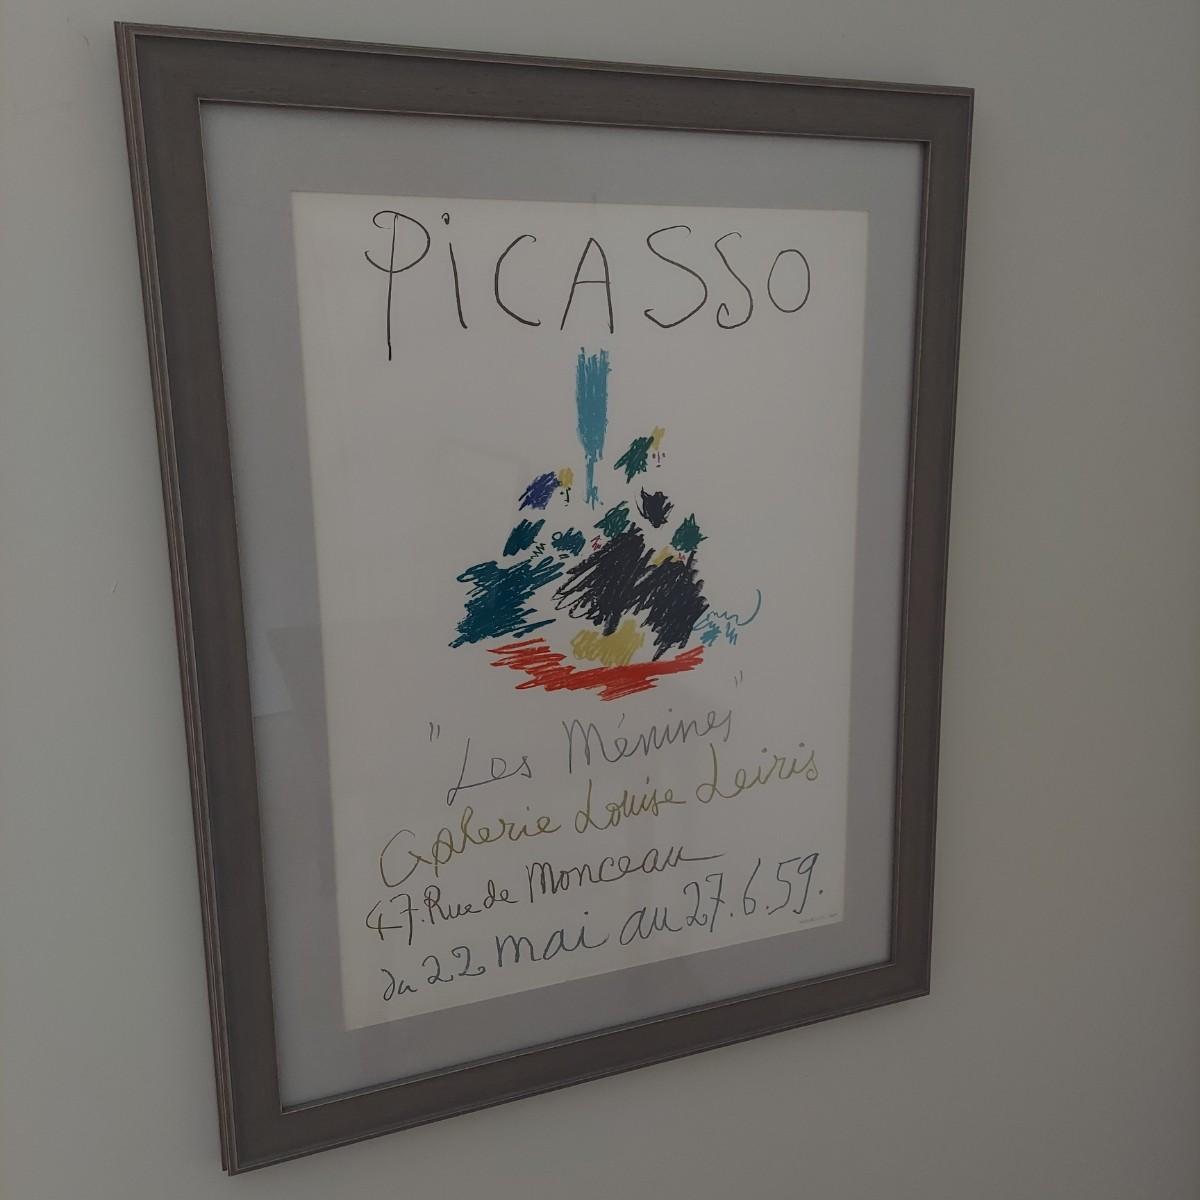 PiCASSO
"Les Ménines"
Galerie Louise Leiris
47. Rue de Monceau
du 22 mai au 27.6.59.